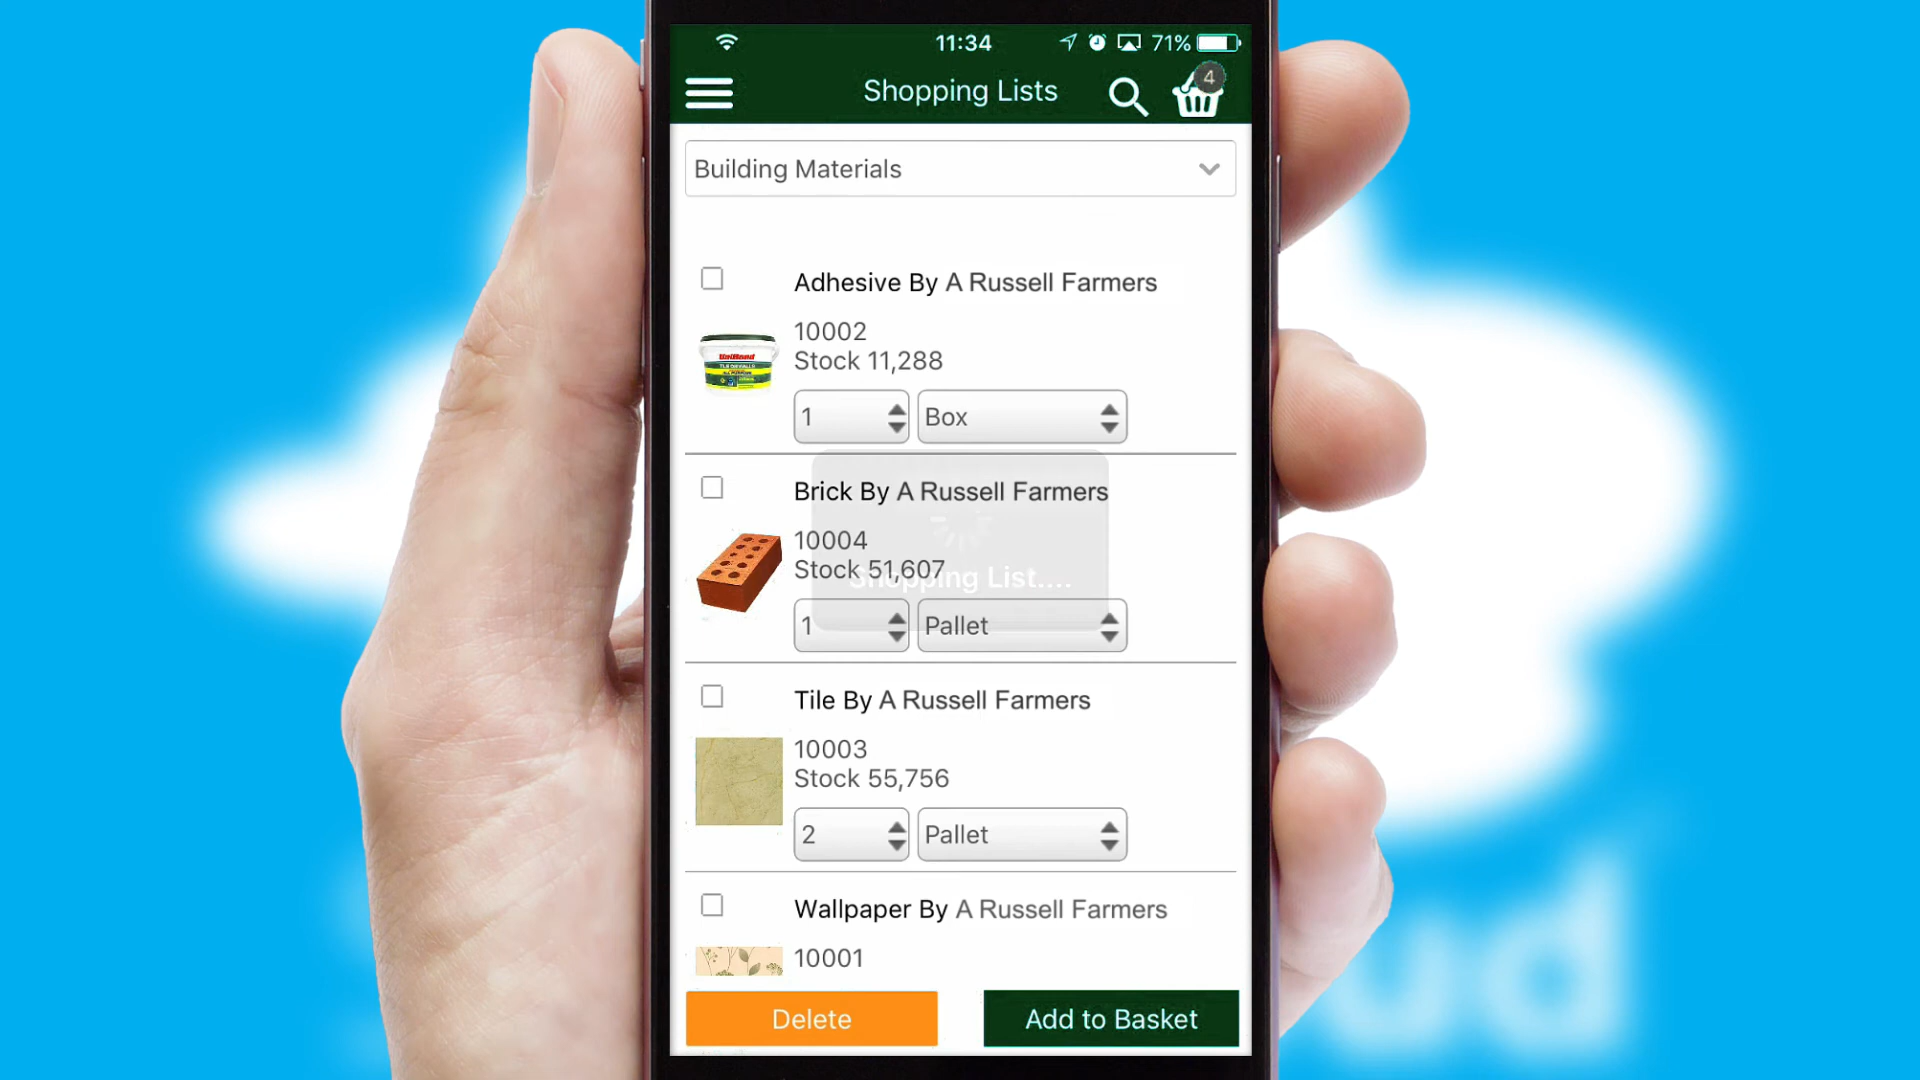 11:34
71%
Shopping Lists
4
Building Materials
Adhesive By A Russell Farmers
10002
Stock 11,288
UniBond
1
Box
Brick By A Russell Farmers
10004
Stock 51,607
Shopping List....
1
Pallet
Tile By A Russell Farmers
10003
Stock 55,756
2
Pallet
Wallpaper By A Russell Farmers
10001
Delete
Add to Basket
ud